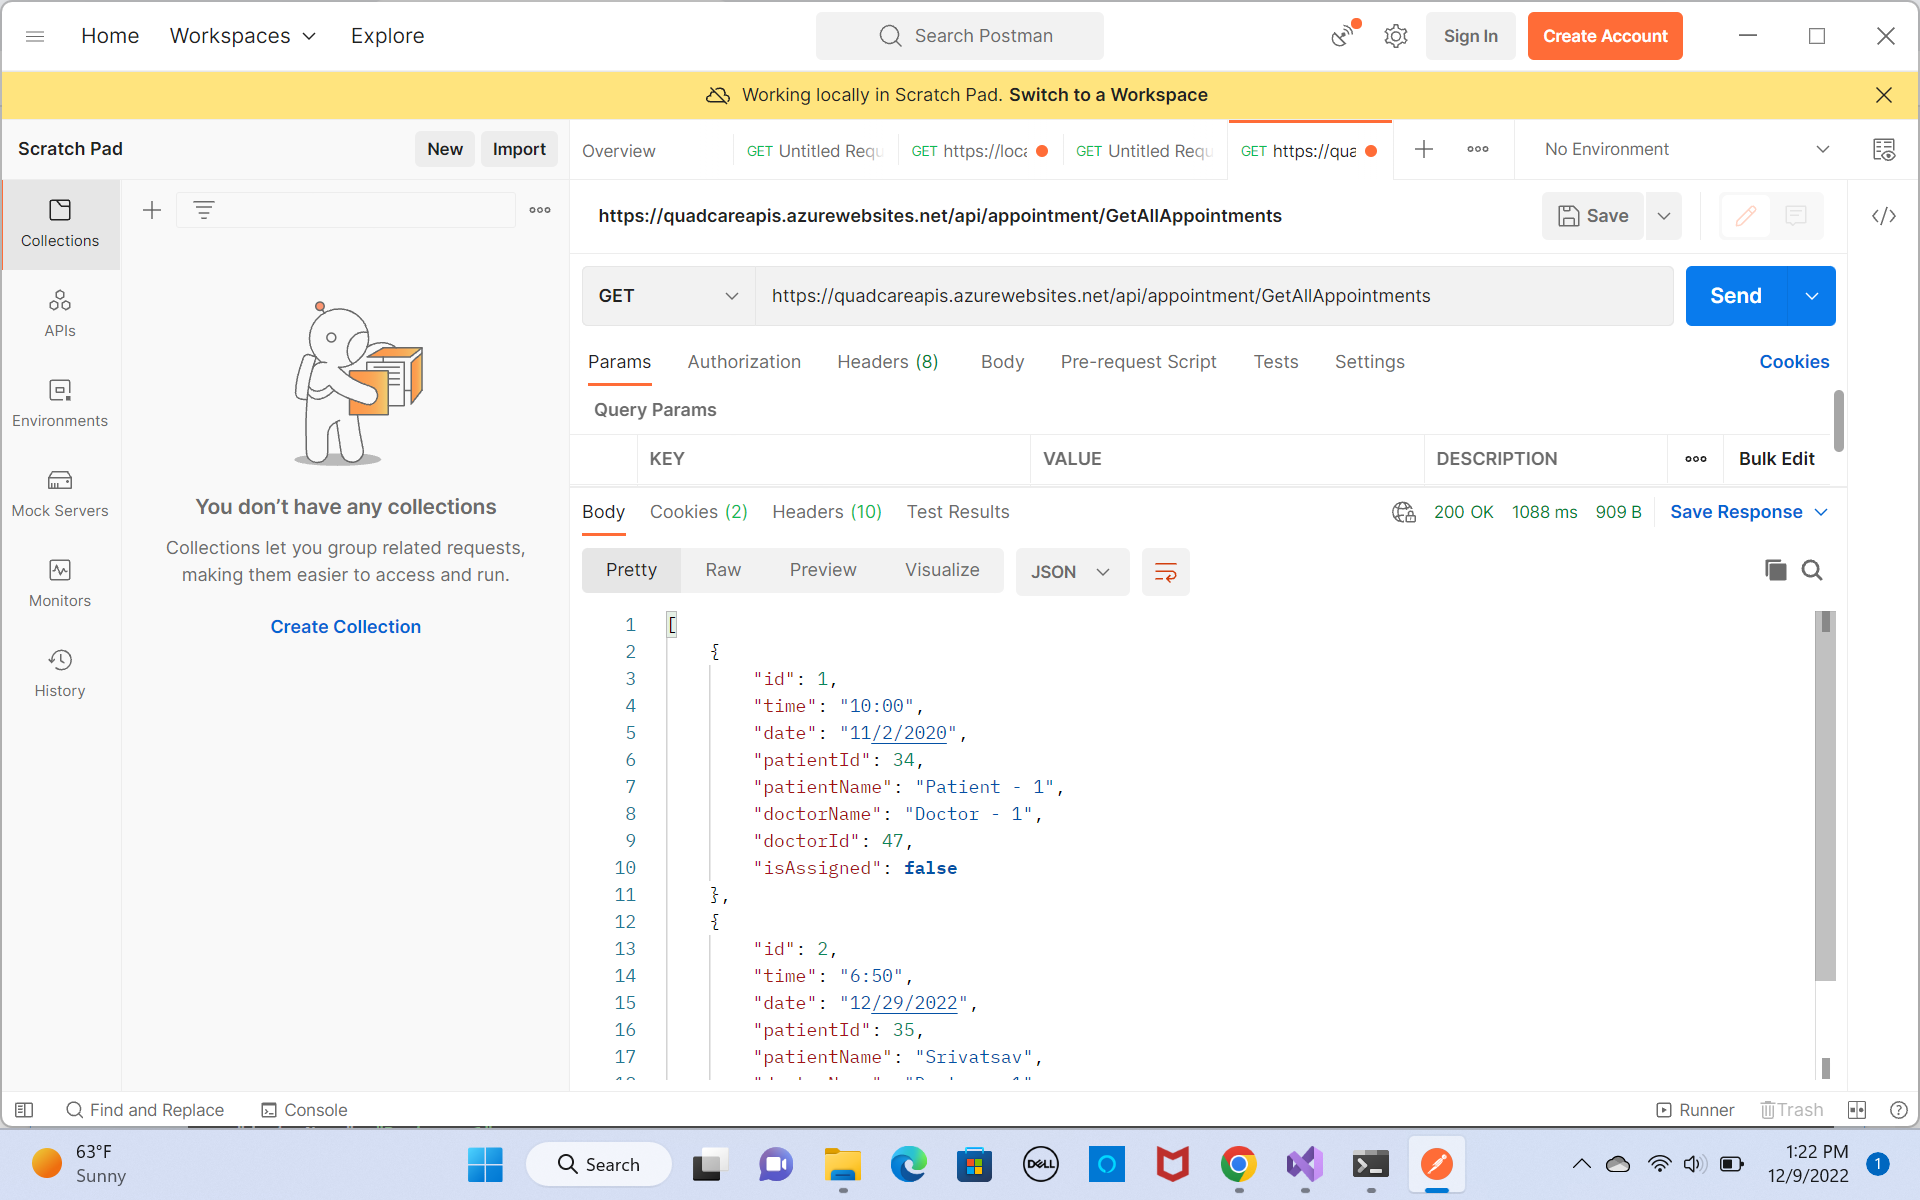 Home Workspaces Explore Search Postman Sign In Create Account
Working locally in Scratch Pad. Switch to a Workspace
Scratch Pad New Import
Overview GET Untitled Requ GET https://loca GET Untitled Requ GET https://qua No Environment
Collections
APIs
Environments
Mock Servers
Monitors
History
You don’t have any collections
Collections let you group related requests,
making them easier to access and run.
Create Collection
https://quadcareapis.azurewebsites.net/api/appointment/GetAllAppointments Save
GET https://quadcareapis.azurewebsites.net/api/appointment/GetAllAppointments Send
Params Authorization Headers (8) Body Pre-request Script Tests Settings Cookies
Query Params
KEY VALUE DESCRIPTION Bulk Edit
Body Cookies (2) Headers (10) Test Results 200 OK 1088 ms 909 B Save Response
Pretty Raw Preview Visualize JSON
1 [
2 {
3 "id": 1,
4 "time": "10:00",
5 "date": "11/2/2020",
6 "patientId": 34,
7 "patientName": "Patient - 1",
8 "doctorName": "Doctor - 1",
9 "doctorId": 47,
10 "isAssigned": false
11 },
12 {
13 "id": 2,
14 "time": "6:50",
15 "date": "12/29/2022",
16 "patientId": 35,
17 "patientName": "Srivatsav",
Find and Replace Console Runner Trash
63°F
Sunny
Search
DELL
1:22 PM
12/9/2022
1